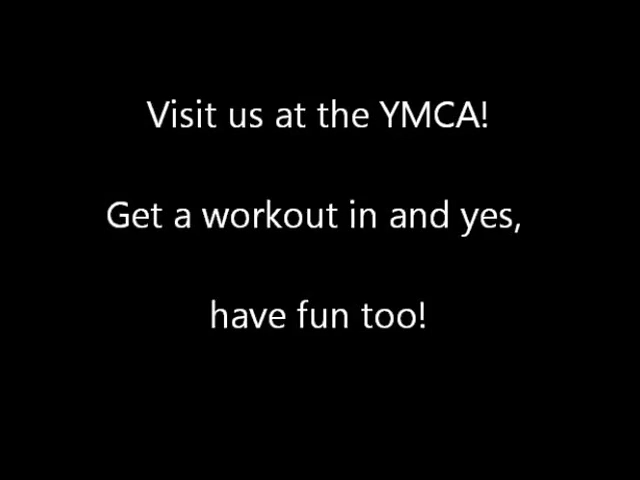 Visit us at the YMCA!
Get a workout in and yes,
have fun too!